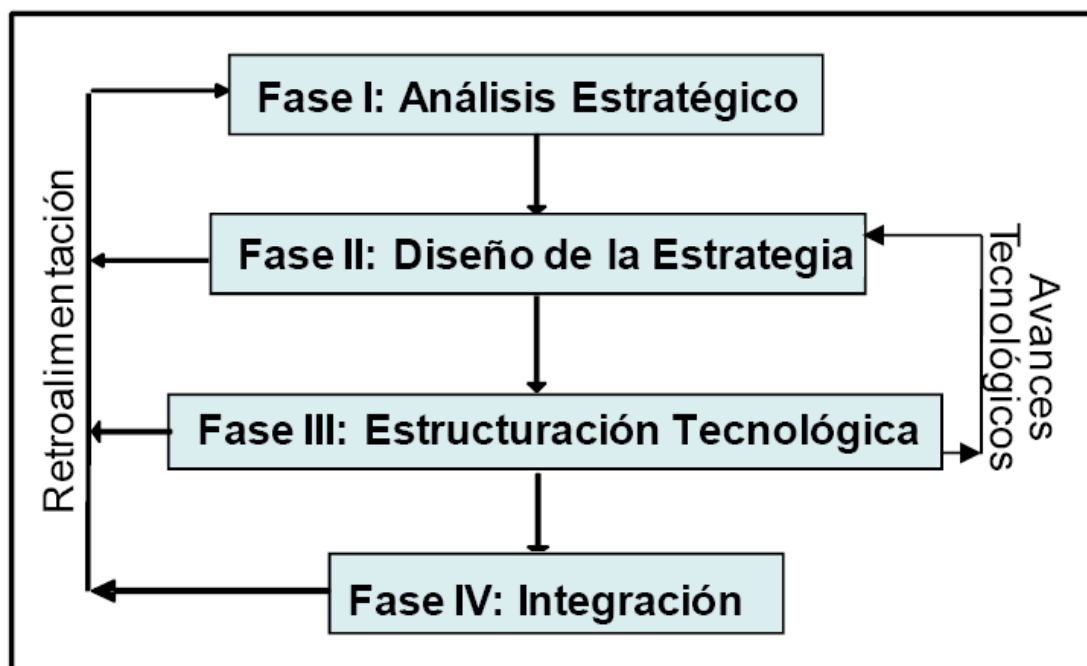 Fase I: Análisis Estratégico
Fase II: Diseño de la Estrategia
Fase III: Estructuración Tecnológica
Fase IV: Integración
Retroalimentación
Avances
Tecnológicos